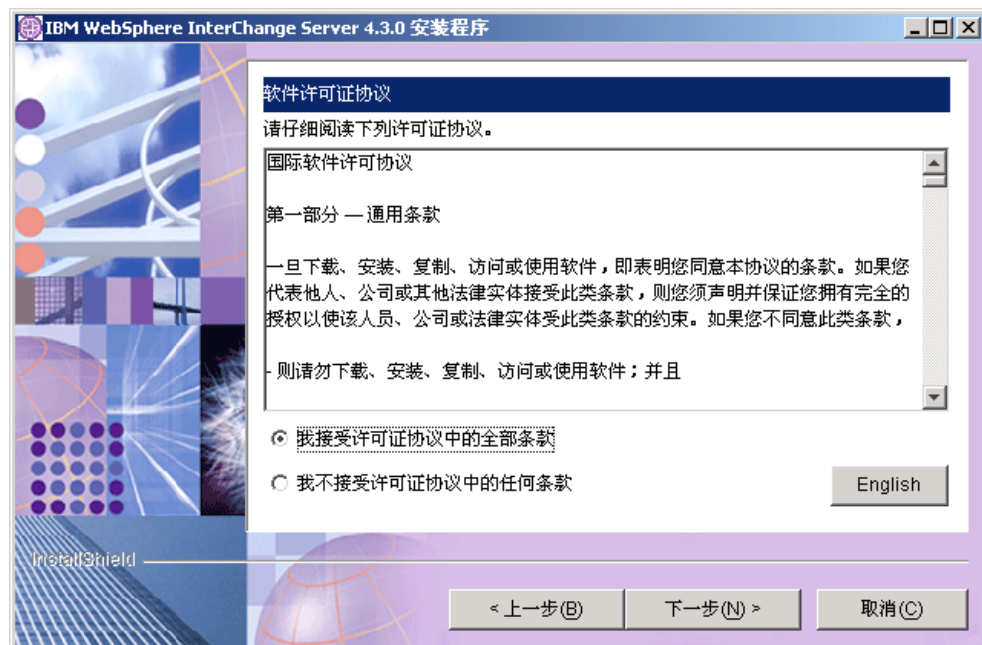 IBM WebSphere InterChange Server 4.3.0 安装程序
软件许可证协议
请仔细阅读下列许可证协议。
国际软件许可协议
第一部分 — 通用条款
一旦下载、安装、复制、访问或使用软件，即表明您同意本协议的条款。如果您
代表他人、公司或其他法律实体接受此类条款，则您须声明并保证您拥有完全的
授权以使该人员、公司或法律实体受此类条款的约束。如果您不同意此类条款，
- 则请勿下载、安装、复制、访问或使用软件；并且
我接受许可证协议中的全部条款
我不接受许可证协议中的任何条款
English
InstallShield
< 上一步(B)
下一步(N) >
取消(C)